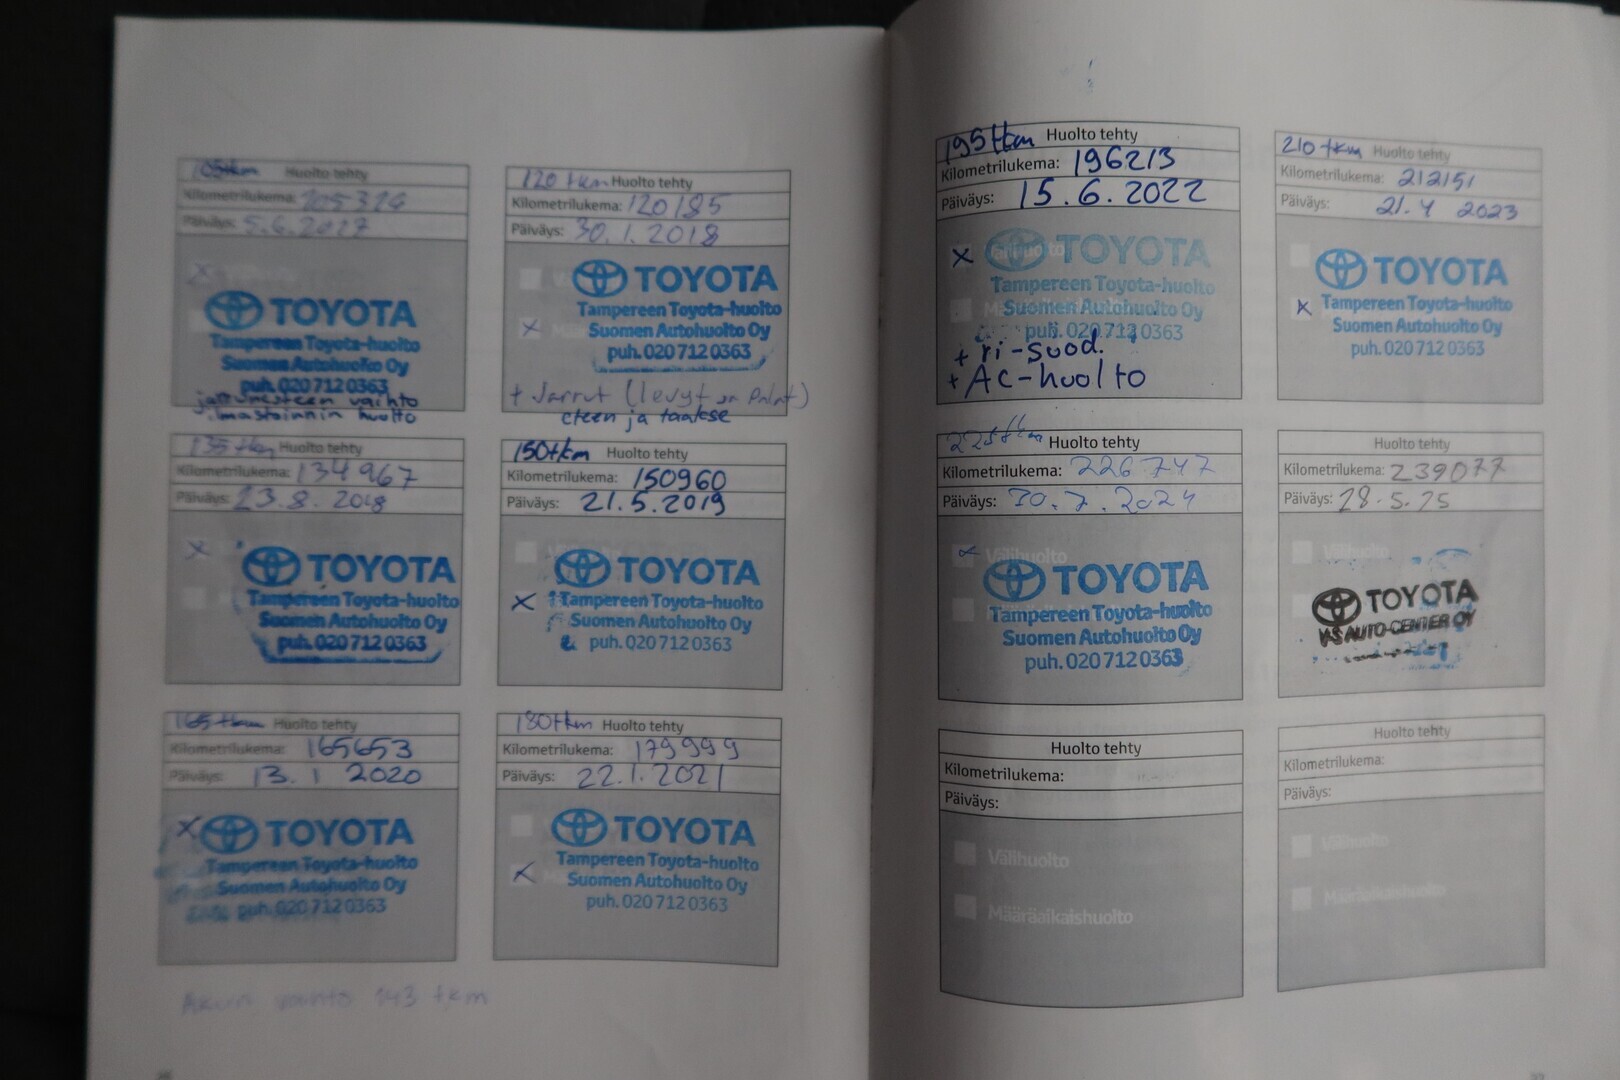 105tkm Huolto tehty
Kilometrilukema: 105324
Päiväys: 5.6.2017
TOYOTA
Tampereen Toyota-huolto
Suomen Autohuolto Oy
puh. 020 712 0363
jarrunesteen vaihto
ilmastoinnin huolto
120 tkm Huolto tehty
Kilometrilukema: 120185
Päiväys: 30.1.2018
TOYOTA
Tampereen Toyota-huolto
Suomen Autohuolto Oy
puh. 020 712 0363
+ Jarrut (levyt ja Palat)
eteen ja taakse
135 tkm Huolto tehty
Kilometrilukema: 134967
Päiväys: 23.8.2018
TOYOTA
Tampereen Toyota-huolto
Suomen Autohuolto Oy
puh. 020 712 0363
150tkm Huolto tehty
Kilometrilukema: 150960
Päiväys: 21.5.2019
TOYOTA
Tampereen Toyota-huolto
Suomen Autohuolto Oy
puh. 020 712 0363
165tkm Huolto tehty
Kilometrilukema: 165653
Päiväys: 13.1 2020
TOYOTA
Tampereen Toyota-huolto
Suomen Autohuolto Oy
puh. 020 712 0363
180tkm Huolto tehty
Kilometrilukema: 179999
Päiväys: 22.1.2021
TOYOTA
Tampereen Toyota-huolto
Suomen Autohuolto Oy
puh. 020 712 0363
Akun vaihto 143 tkm
195tkm Huolto tehty
Kilometrilukema: 196213
Päiväys: 15.6.2022
Välihuolto
TOYOTA
Tampereen Toyota-huolto
Suomen Autohuolto Oy
puh. 020 712 0363
+ ri-suod.
+ AC-huolto
210 tkm Huolto tehty
Kilometrilukema: 212151
Päiväys: 21.4 2023
TOYOTA
Tampereen Toyota-huolto
Suomen Autohuolto Oy
puh. 020 712 0363
225tkm Huolto tehty
Kilometrilukema: 226747
Päiväys: 30.7.2024
Välihuolto
TOYOTA
Tampereen Toyota-huolto
Suomen Autohuolto Oy
puh. 020 712 0363
Huolto tehty
Kilometrilukema: 239077
Päiväys: 28.5.25
Välihuolto
TOYOTA
V-S AUTO-CENTER OY
Huolto tehty
Kilometrilukema:
Päiväys:
Välihuolto
Määräaikaishuolto
Huolto tehty
Kilometrilukema:
Päiväys:
Välihuolto
Määräaikaishuolto